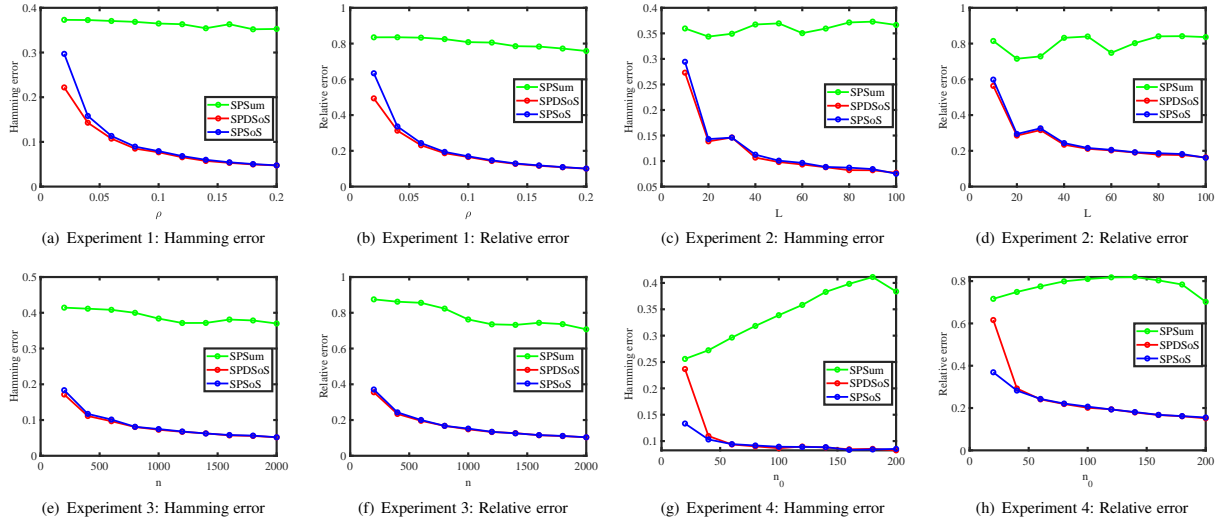 0.4
0.3
0.2
0.1
0
Hamming error
0 0.05 0.1 0.15 0.2
ρ
SPSum
SPDSoS
SPSoS
(a) Experiment 1: Hamming error
1
0.8
0.6
0.4
0.2
0
Relative error
0 0.05 0.1 0.15 0.2
ρ
SPSum
SPDSoS
SPSoS
(b) Experiment 1: Relative error
0.4
0.35
0.3
0.25
0.2
0.15
0.1
0.05
Hamming error
0 20 40 60 80 100
L
SPSum
SPDSoS
SPSoS
(c) Experiment 2: Hamming error
1
0.8
0.6
0.4
0.2
0
Relative error
0 20 40 60 80 100
L
SPSum
SPDSoS
SPSoS
(d) Experiment 2: Relative error
0.5
0.4
0.3
0.2
0.1
0
Hamming error
0 500 1000 1500 2000
n
SPSum
SPDSoS
SPSoS
(e) Experiment 3: Hamming error
1
0.8
0.6
0.4
0.2
0
Relative error
0 500 1000 1500 2000
n
SPSum
SPDSoS
SPSoS
(f) Experiment 3: Relative error
0.4
0.35
0.3
0.25
0.2
0.15
0.1
Hamming error
0 50 100 150 200
n0
SPSum
SPDSoS
SPSoS
(g) Experiment 4: Hamming error
0.8
0.6
0.4
0.2
0
Relative error
0 50 100 150 200
n0
SPSum
SPDSoS
SPSoS
(h) Experiment 4: Relative error